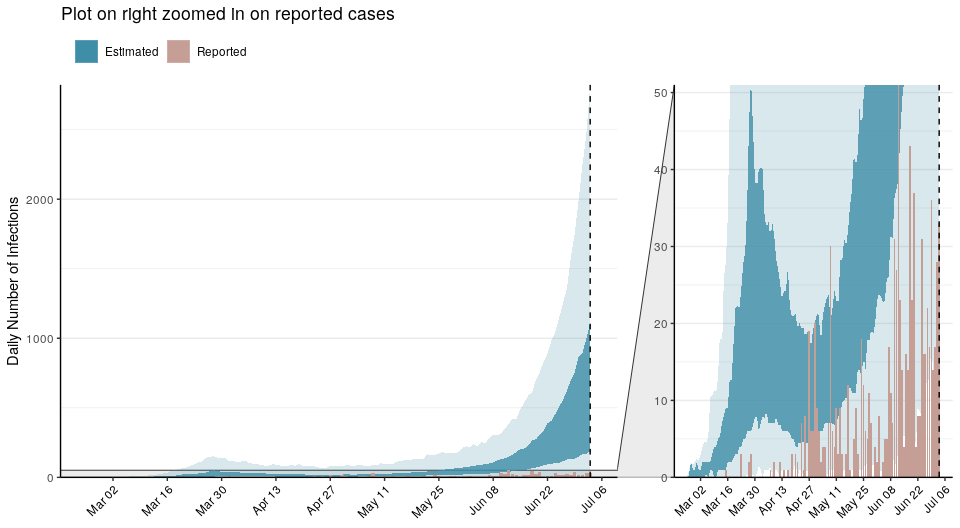 Plot on right zoomed in on reported cases
Estimated Reported
Daily Number of Infections
2000
1000
0
Mar 02 Mar 16 Mar 30 Apr 13 Apr 27 May 11 May 25 Jun 08 Jun 22 Jul 06
50
40
30
20
10
0
Mar 02 Mar 16 Mar 30 Apr 13 Apr 27 May 11 May 25 Jun 08 Jun 22 Jul 06